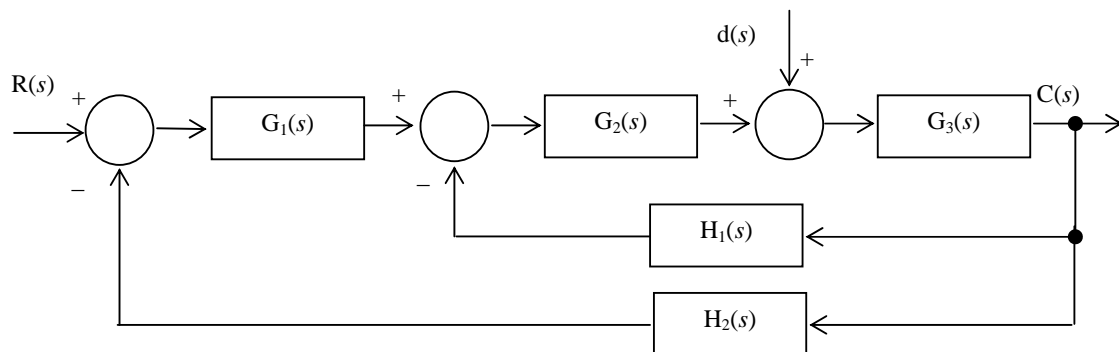 d(s)
+
R(s)
+
G₁(s)
+
G₂(s)
+
G₃(s)
C(s)
–
–
H₁(s)
H₂(s)